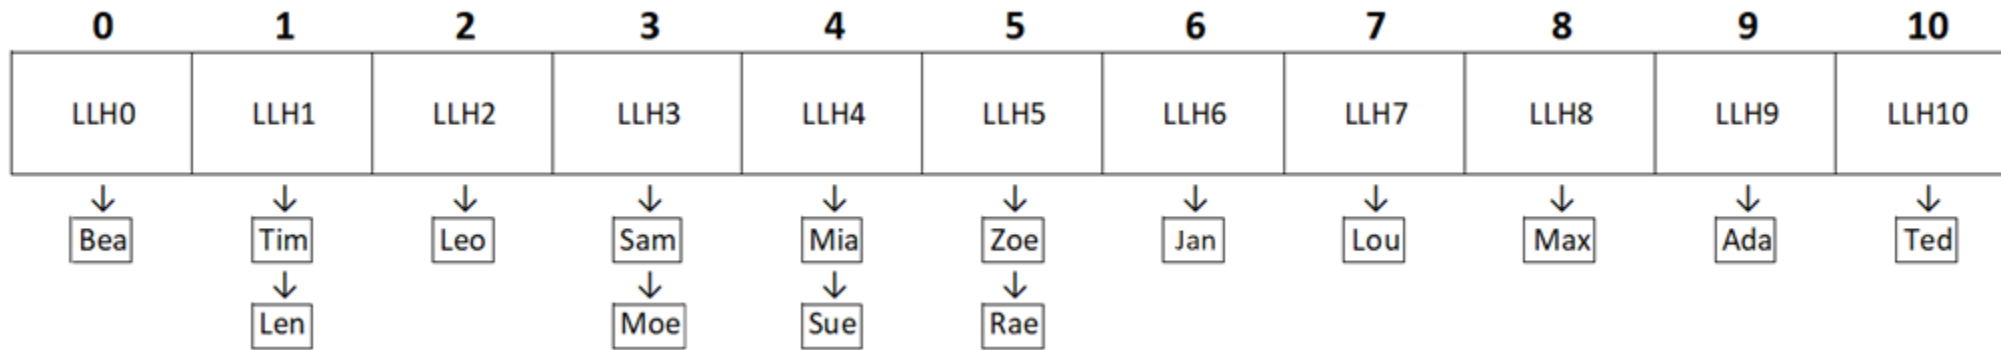 0 1 2 3 4 5 6 7 8 9 10
LLH0 LLH1 LLH2 LLH3 LLH4 LLH5 LLH6 LLH7 LLH8 LLH9 LLH10
Bea Tim Leo Sam Mia Zoe Jan Lou Max Ada Ted
Len Moe Sue Rae